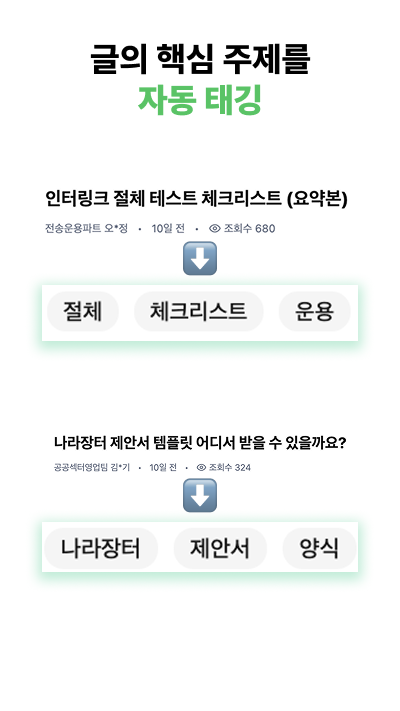 글의 핵심 주제를
자동 태깅
인터링크 절체 테스트 체크리스트 (요약본)
전송운용파트 오*정 • 10일 전 • 조회수 680
절체 체크리스트 운용
나라장터 제안서 템플릿 어디서 받을 수 있을까요?
공공섹터영업팀 김*기 • 10일 전 • 조회수 324
나라장터 제안서 양식